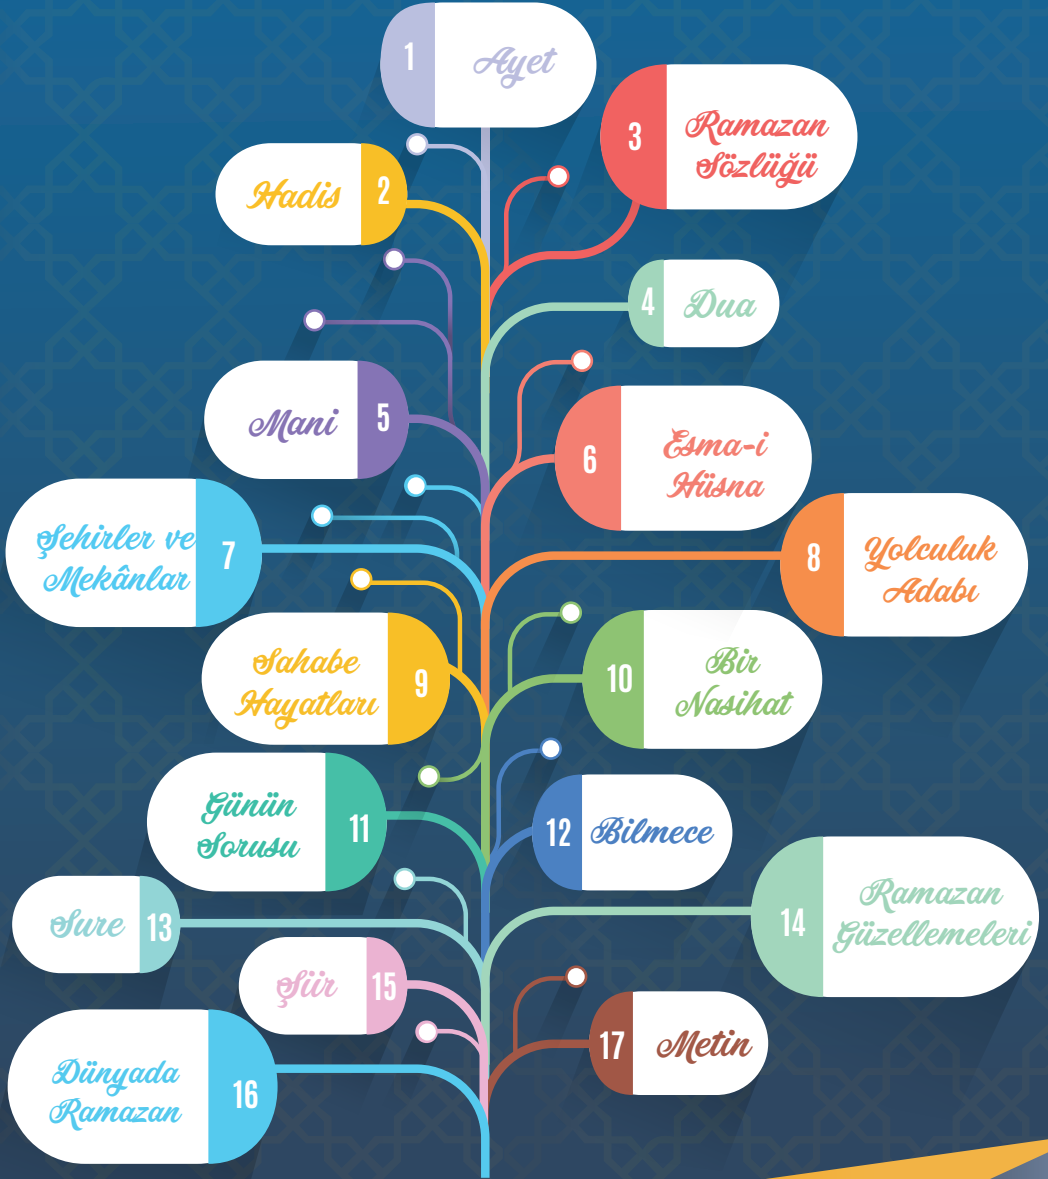 1
Ayet
2
Hadis
3
Ramazan
Sözlüğü
4
Dua
5
Mani
6
Esma-i
Hüsna
7
Şehirler ve
Mekânlar
8
Yolculuk
Adabı
9
Sahabe
Hayatları
10
Bir
Nasihat
11
Günün
Sorusu
12
Bilmece
13
Sure
14
Ramazan
Güzellemeleri
15
Şiir
16
Dünyada
Ramazan
17
Metin